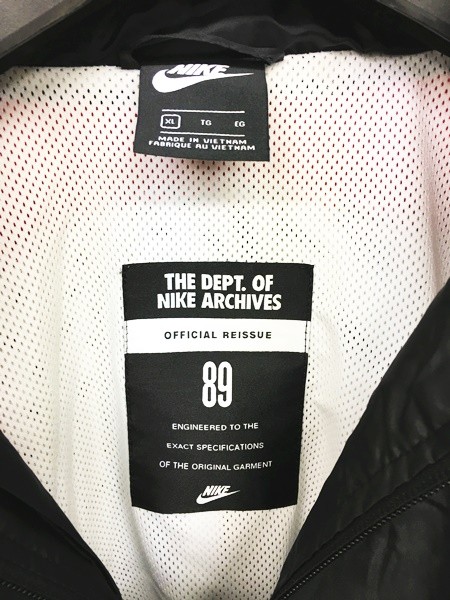 NIKE
XL TG EG
MADE IN VIETNAM
FABRIQUE AU VIETNAM
THE DEPT. OF
NIKE ARCHIVES
OFFICIAL REISSUE
89
ENGINEERED TO THE
EXACT SPECIFICATIONS
OF THE ORIGINAL GARMENT
NIKE